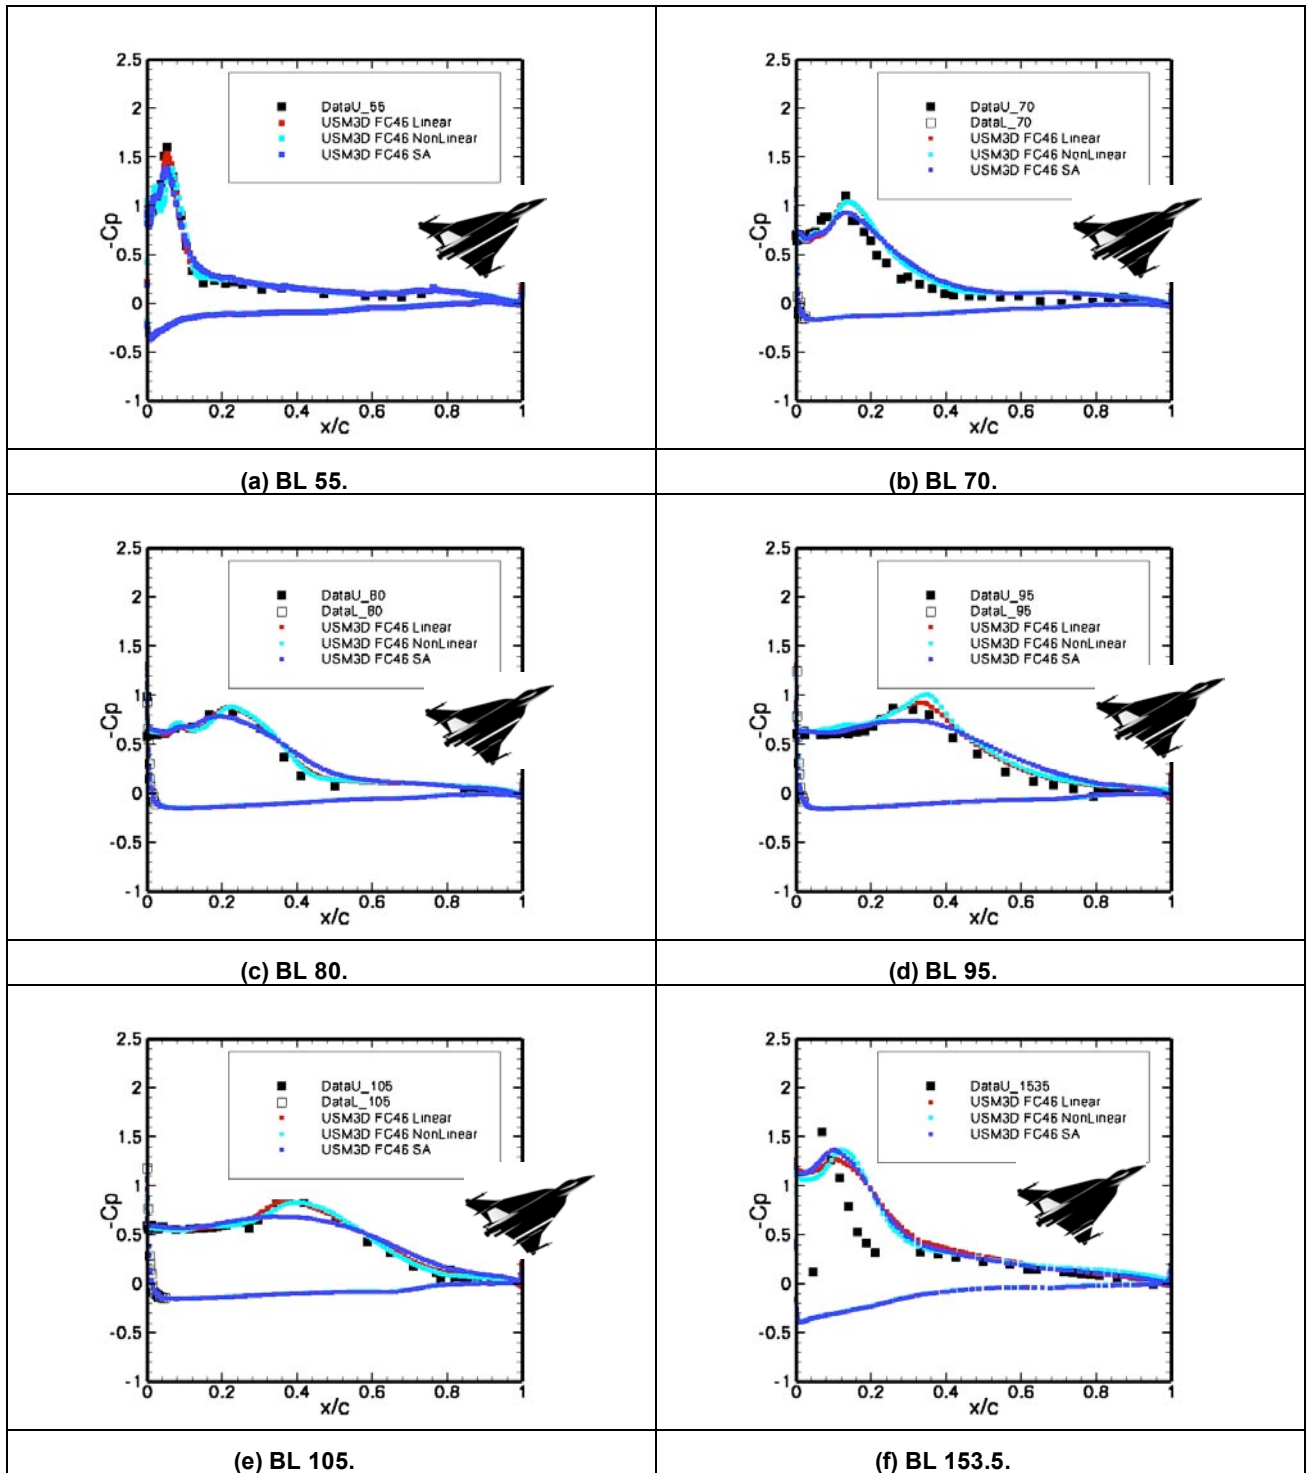 2.5
2
1.5
1
0.5
0
-0.5
-1
-Cp
DataU_55
USM3D FC46 Linear
USM3D FC46 NonLinear
USM3D FC46 SA
0 0.2 0.4 0.6 0.8 1
x/c
(a) BL 55.
2.5
2
1.5
1
0.5
0
-0.5
-1
-Cp
DataU_70
DataL_70
USM3D FC46 Linear
USM3D FC46 NonLinear
USM3D FC46 SA
0 0.2 0.4 0.6 0.8 1
x/c
(b) BL 70.
2.5
2
1.5
1
0.5
0
-0.5
-1
-Cp
DataU_80
DataL_80
USM3D FC46 Linear
USM3D FC46 NonLinear
USM3D FC46 SA
0 0.2 0.4 0.6 0.8 1
x/c
(c) BL 80.
2.5
2
1.5
1
0.5
0
-0.5
-1
-Cp
DataU_95
DataL_95
USM3D FC46 Linear
USM3D FC46 NonLinear
USM3D FC46 SA
0 0.2 0.4 0.6 0.8 1
x/c
(d) BL 95.
2.5
2
1.5
1
0.5
0
-0.5
-1
-Cp
DataU_105
DataL_105
USM3D FC46 Linear
USM3D FC46 NonLinear
USM3D FC46 SA
0 0.2 0.4 0.6 0.8 1
x/c
(e) BL 105.
2.5
2
1.5
1
0.5
0
-0.5
-1
-Cp
DataU_1535
USM3D FC46 Linear
USM3D FC46 NonLinear
USM3D FC46 SA
0 0.2 0.4 0.6 0.8 1
x/c
(f) BL 153.5.